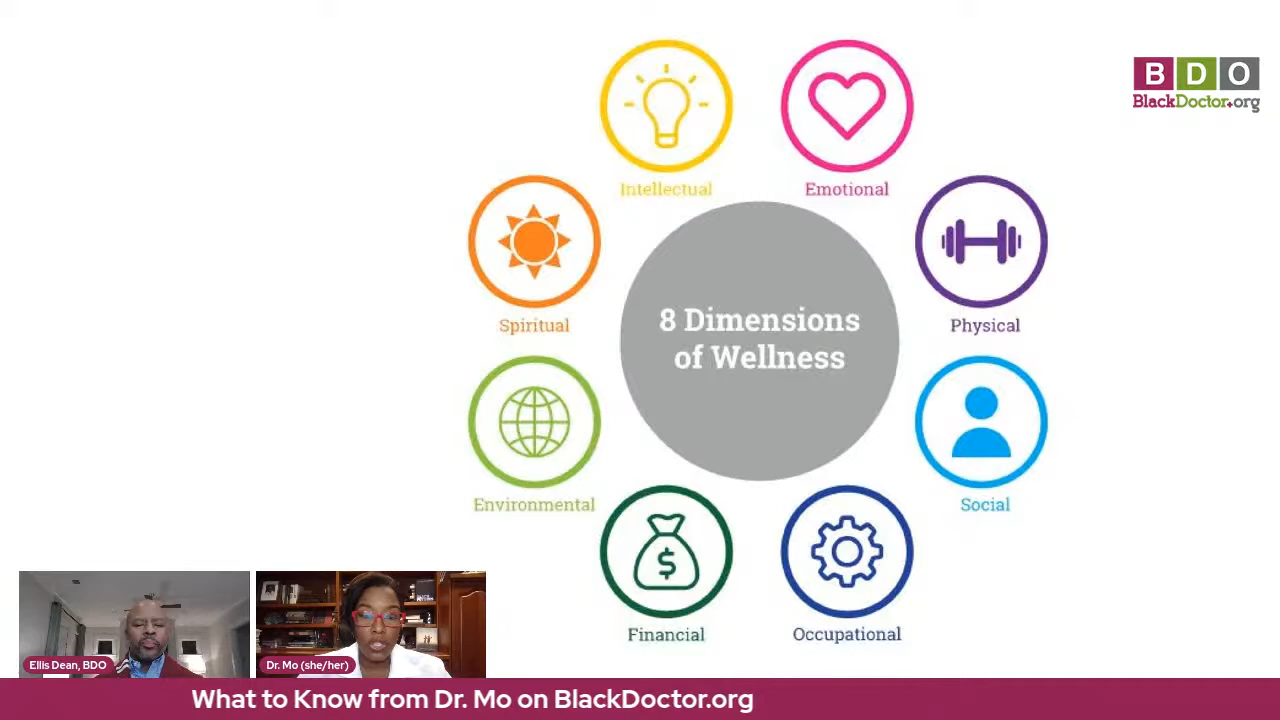 B D O
BlackDoctor.org
Intellectual
Emotional
Spiritual
Physical
8 Dimensions
of Wellness
Environmental
Social
$
Financial
Occupational
Ellis Dean, BDO
Dr. Mo (she/her)
What to Know from Dr. Mo on BlackDoctor.org